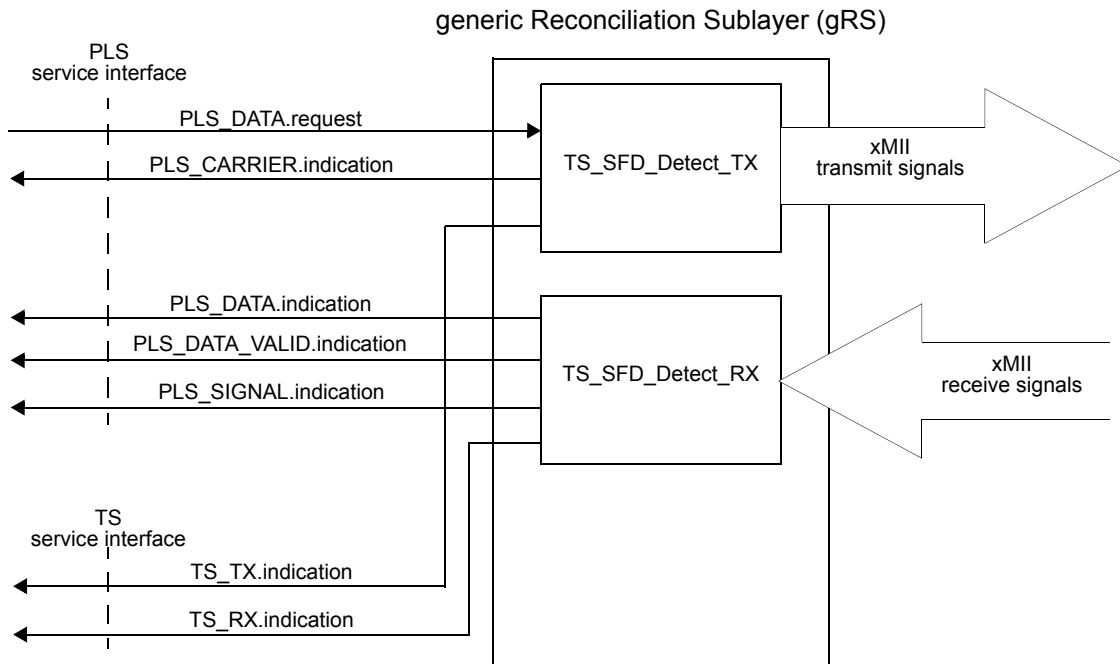 generic Reconciliation Sublayer (gRS)
PLS
service interface
PLS_DATA.request
PLS_CARRIER.indication
TS_SFD_Detect_TX
xMII
transmit signals
PLS_DATA.indication
PLS_DATA_VALID.indication
PLS_SIGNAL.indication
TS_SFD_Detect_RX
xMII
receive signals
TS
service interface
TS_TX.indication
TS_RX.indication